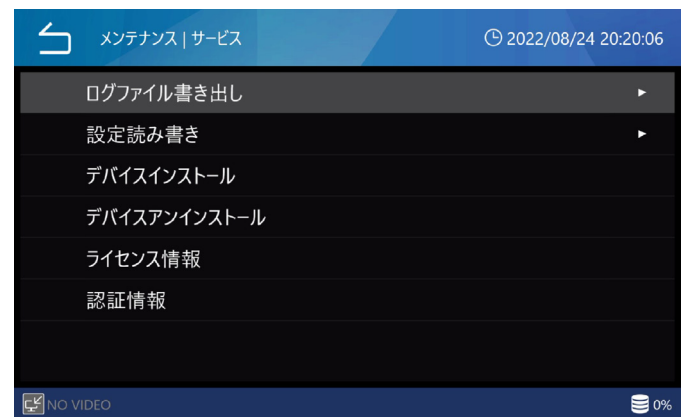 メンテナンス | サービス 2022/08/24 20:20:06
ログファイル書き出し
設定読み書き
デバイスインストール
デバイスアンインストール
ライセンス情報
認証情報
NO VIDEO 0%